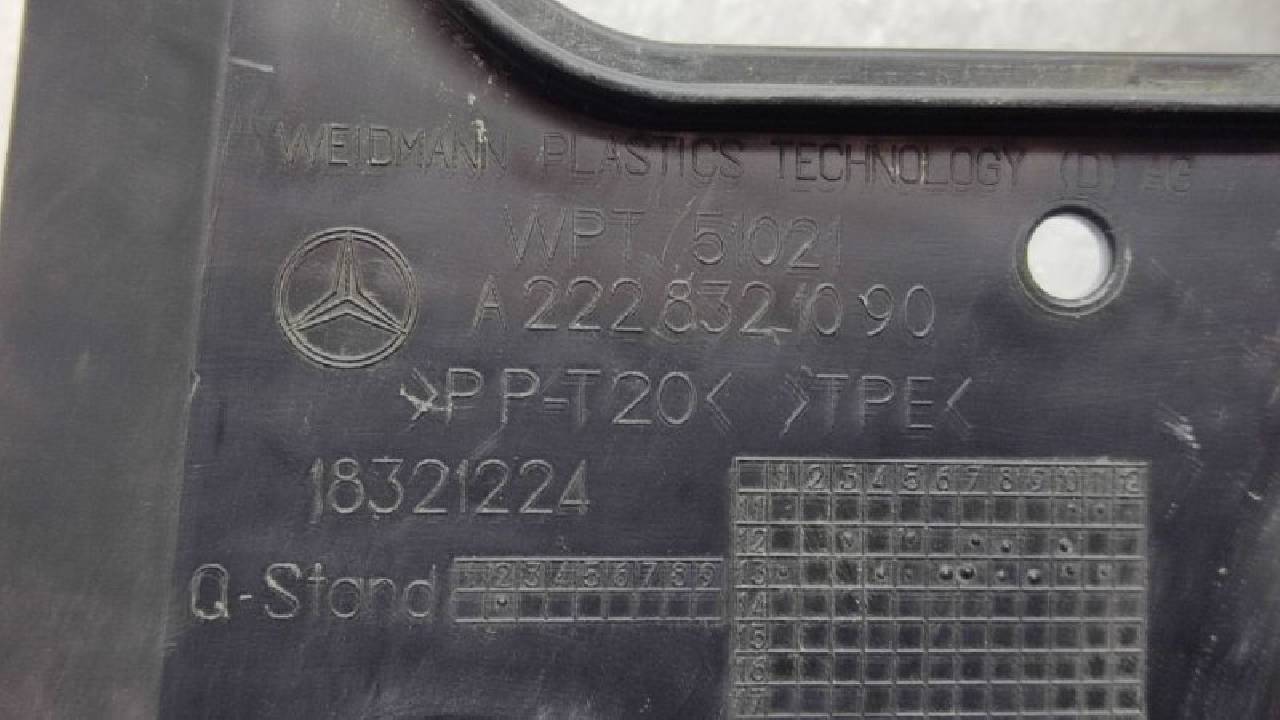 WEIDMANN PLASTICS TECHNOLOGY (D) AG
WPT / 51021
A 222 832 10 90
>PP-T20< >TPE<
18321224
Q-Stand 1 2 3 4 5 6 7 8 9
1 2 3 4 5 6 7 8 9 10 11 12
11
12
13
14
15
16
17